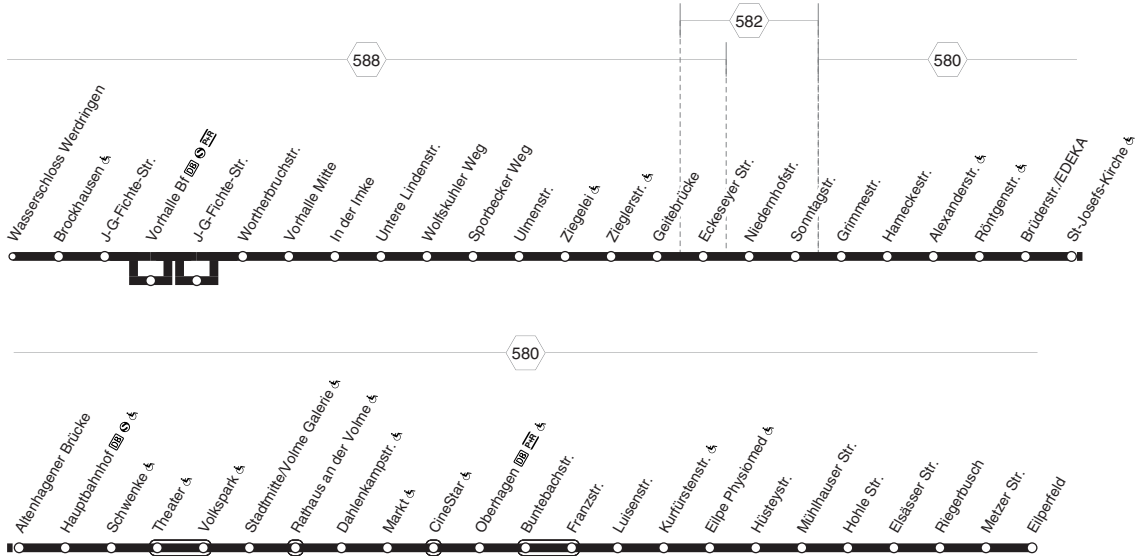 582
588
580
Wasserschloss Werdringen
Brockhausen
J-G-Fichte-Str.
Vorhalle Bf DB S P+R
J-G-Fichte-Str.
Wortherbruchstr.
Vorhalle Mitte
In der Imke
Untere Lindenstr.
Wolfskuhler Weg
Sporbecker Weg
Ulmenstr.
Ziegelei
Zieglerstr.
Geitebrücke
Eckeseyer Str.
Niedernhofstr.
Sonntagstr.
Grimmestr.
Hameckestr.
Alexanderstr.
Röntgenstr.
Brüderstr./EDEKA
St-Josefs-Kirche
580
Altenhagener Brücke
Hauptbahnhof DB S
Schwenke
Theater
Volkspark
Stadtmitte/Volme Galerie
Rathaus an der Volme
Dahlenkampstr.
Markt
CineStar
Oberhagen DB P+R
Buntebachstr.
Franzstr.
Luisenstr.
Kurfürstenstr.
Eilpe Physiomed
Hüsteystr.
Mühlhauser Str.
Hohle Str.
Elsässer Str.
Riegerbusch
Metzer Str.
Eilperfeld